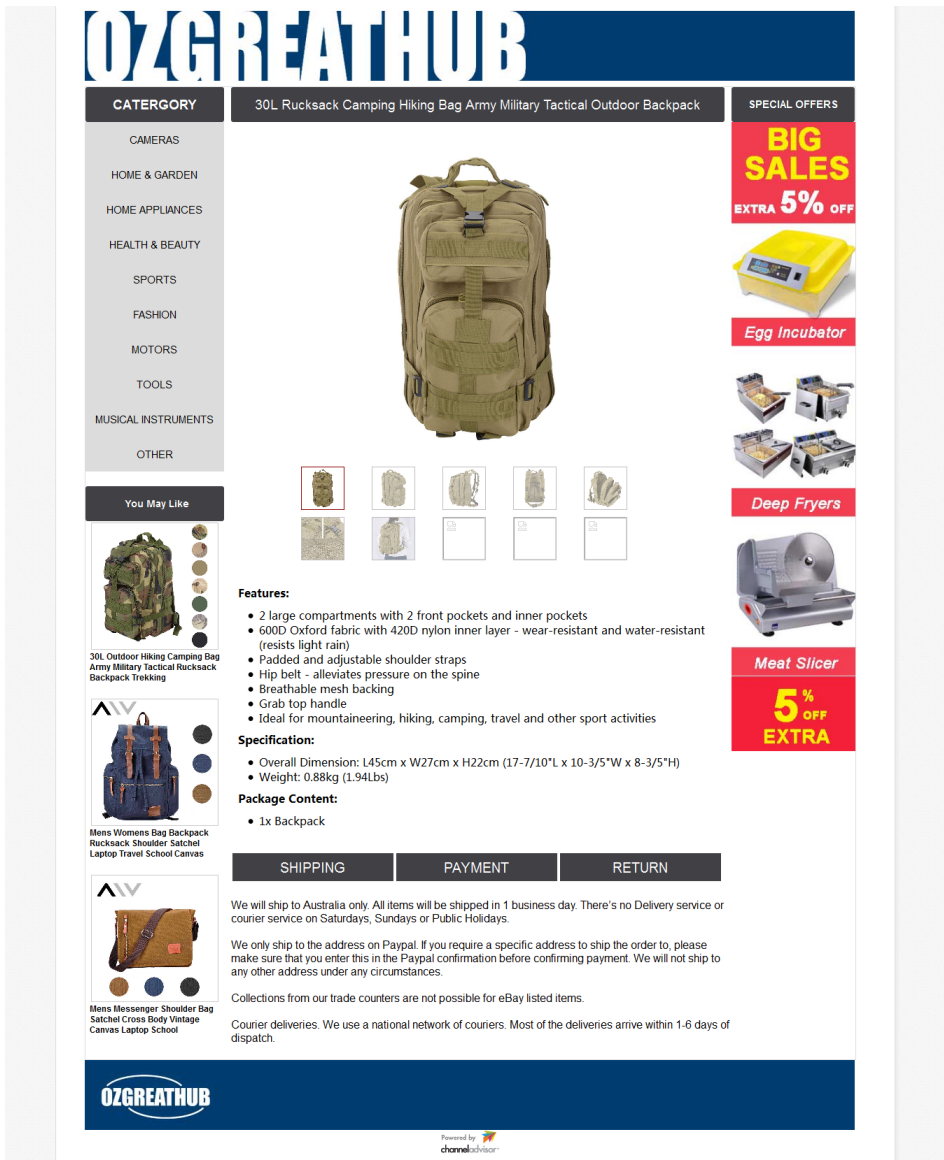 OZGREATHUB
CATERGORY
CAMERAS
HOME & GARDEN
HOME APPLIANCES
HEALTH & BEAUTY
SPORTS
FASHION
MOTORS
TOOLS
MUSICAL INSTRUMENTS
OTHER
You May Like
30L Outdoor Hiking Camping Bag
Army Military Tactical Rucksack
Backpack Trekking
Mens Womens Bag Backpack
Rucksack Shoulder Satchel
Laptop Travel School Canvas
Mens Messenger Shoulder Bag
Satchel Cross Body Vintage
Canvas Laptop School
30L Rucksack Camping Hiking Bag Army Military Tactical Outdoor Backpack
Features:
2 large compartments with 2 front pockets and inner pockets
600D Oxford fabric with 420D nylon inner layer - wear-resistant and water-resistant
(resists light rain)
Padded and adjustable shoulder straps
Hip belt - alleviates pressure on the spine
Breathable mesh backing
Grab top handle
Ideal for mountaineering, hiking, camping, travel and other sport activities
Specification:
Overall Dimension: L45cm x W27cm x H22cm (17-7/10"L x 10-3/5"W x 8-3/5"H)
Weight: 0.88kg (1.94Lbs)
Package Content:
1x Backpack
SHIPPING
PAYMENT
RETURN
We will ship to Australia only. All items will be shipped in 1 business day. There's no Delivery service or
courier service on Saturdays, Sundays or Public Holidays.
We only ship to the address on Paypal. If you require a specific address to ship the order to, please
make sure that you enter this in the Paypal confirmation before confirming payment. We will not ship to
any other address under any circumstances.
Collections from our trade counters are not possible for eBay listed items.
Courier deliveries. We use a national network of couriers. Most of the deliveries arrive within 1-6 days of
dispatch.
SPECIAL OFFERS
BIG
SALES
EXTRA 5% OFF
Egg Incubator
Deep Fryers
Meat Slicer
5% OFF
EXTRA
OZGREATHUB
Powered by
channeladvisor